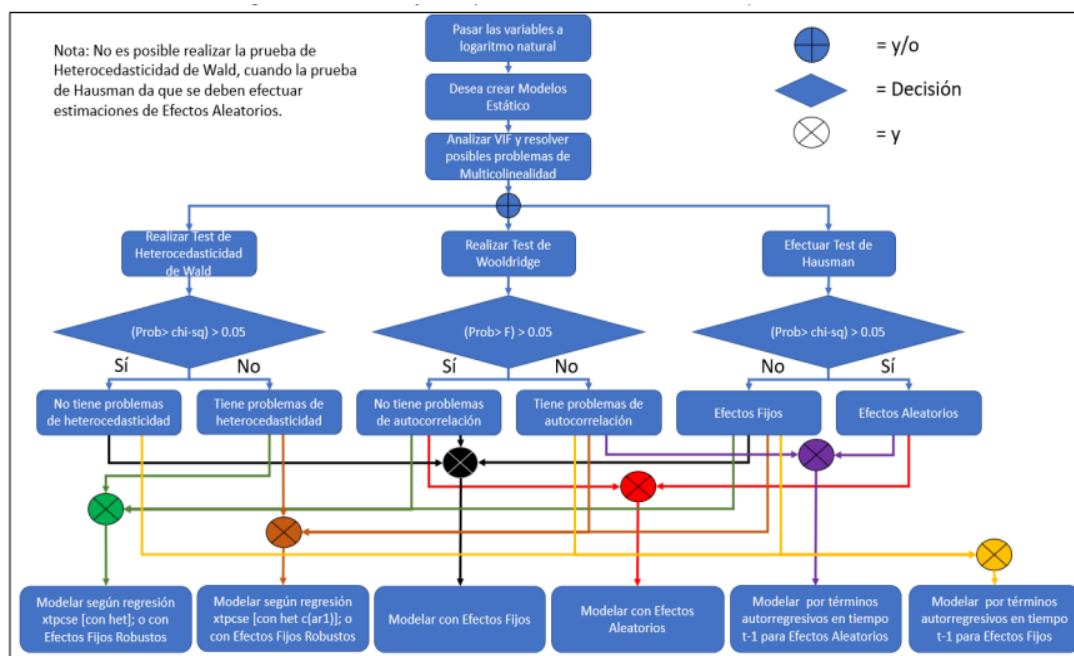 Nota: No es posible realizar la prueba de
Heterocedasticidad de Wald, cuando la prueba
de Hausman da que se deben efectuar
estimaciones de Efectos Aleatorios.
Pasar las variables a
logaritmo natural
Desea crear Modelos
Estático
Analizar VIF y resolver
posibles problemas de
Multicolinealidad
= y/o
= Decisión
= y
Realizar Test de
Heterocedasticidad
de Wald
Realizar Test de
Wooldridge
Efectuar Test de
Hausman
(Prob> chi-sq) > 0.05
(Prob> F) > 0.05
(Prob> chi-sq) > 0.05
Sí
No
Sí
No
No
Sí
No tiene problemas
de heterocedasticidad
Tiene problemas de
heterocedasticidad
No tiene problemas
de autocorrelación
Tiene problemas de
autocorrelación
Efectos Fijos
Efectos Aleatorios
Modelar según regresión
xtpcse [con het]; o con
Efectos Fijos Robustos
Modelar según regresión
xtpcse [con het c(ar1)]; o
con Efectos Fijos Robustos
Modelar con Efectos Fijos
Modelar con Efectos
Aleatorios
Modelar por términos
autorregresivos en tiempo
t-1 para Efectos Aleatorios
Modelar por términos
autorregresivos en tiempo
t-1 para Efectos Fijos